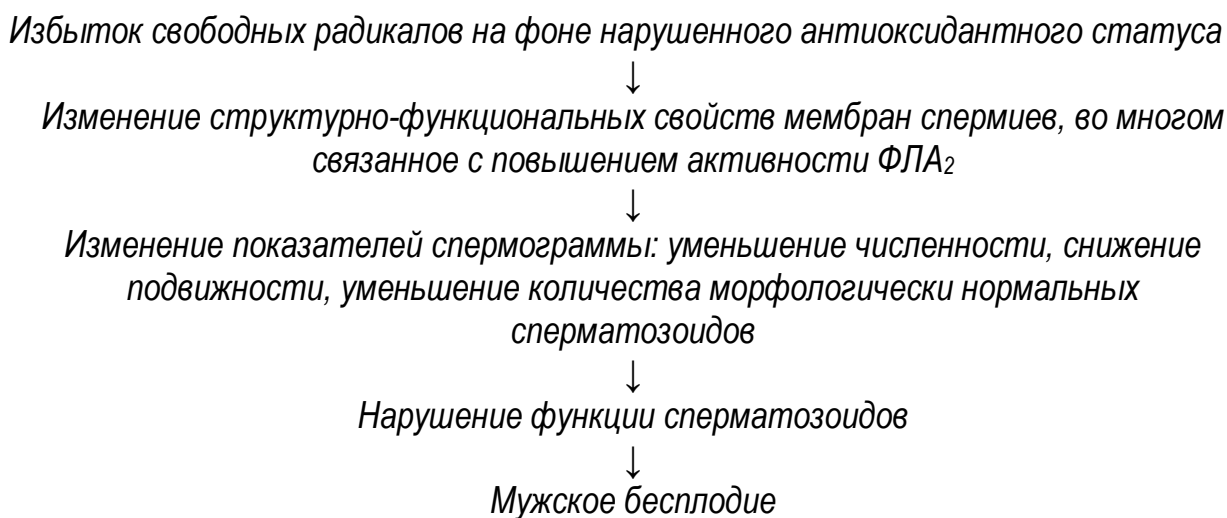 Избыток свободных радикалов на фоне нарушенного антиоксидантного статуса
↓
Изменение структурно-функциональных свойств мембран спермиев, во многом
связанное с повышением активности ФЛА₂
↓
Изменение показателей спермограммы: уменьшение численности, снижение
подвижности, уменьшение количества морфологически нормальных
сперматозоидов
↓
Нарушение функции сперматозоидов
↓
Мужское бесплодие